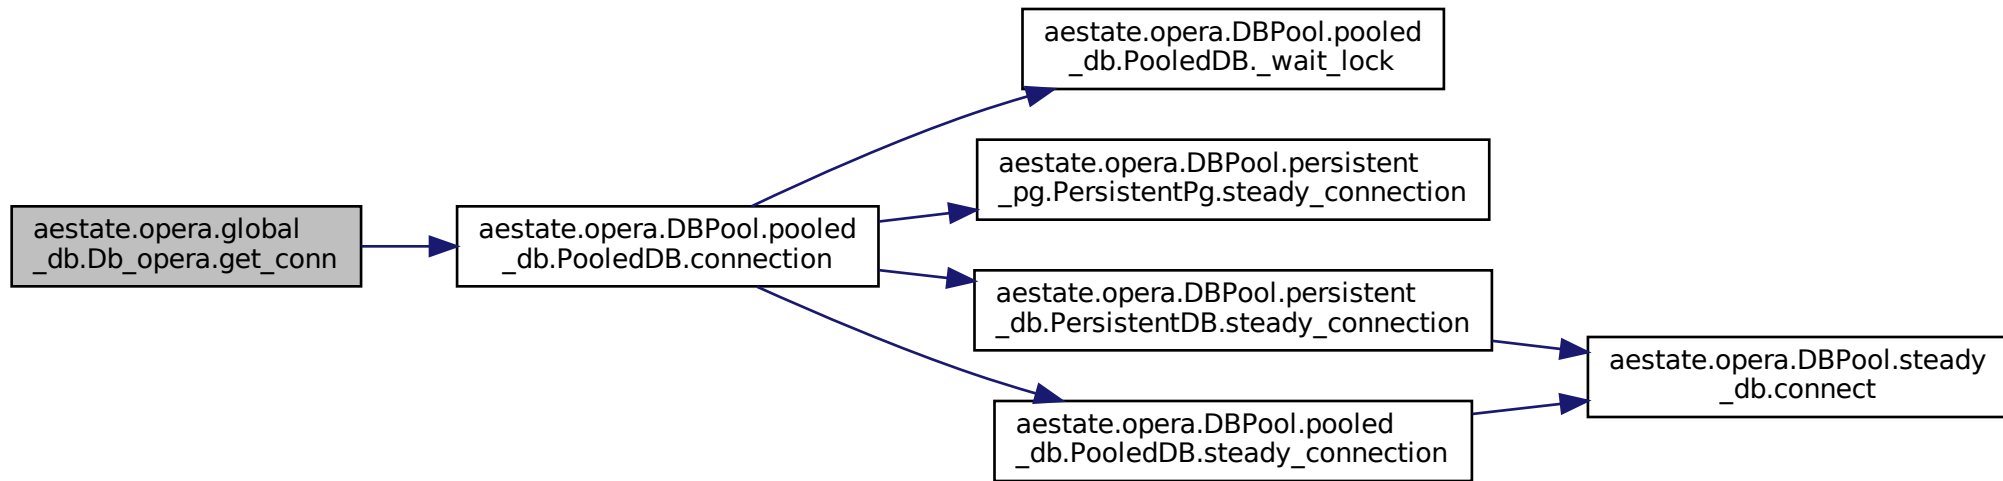 aestate.opera.global
_db.Db_opera.get_conn
aestate.opera.DBPool.pooled
_db.PooledDB.connection
aestate.opera.DBPool.pooled
_db.PooledDB._wait_lock
aestate.opera.DBPool.persistent
_pg.PersistentPg.steady_connection
aestate.opera.DBPool.persistent
_db.PersistentDB.steady_connection
aestate.opera.DBPool.pooled
_db.PooledDB.steady_connection
aestate.opera.DBPool.steady
_db.connect